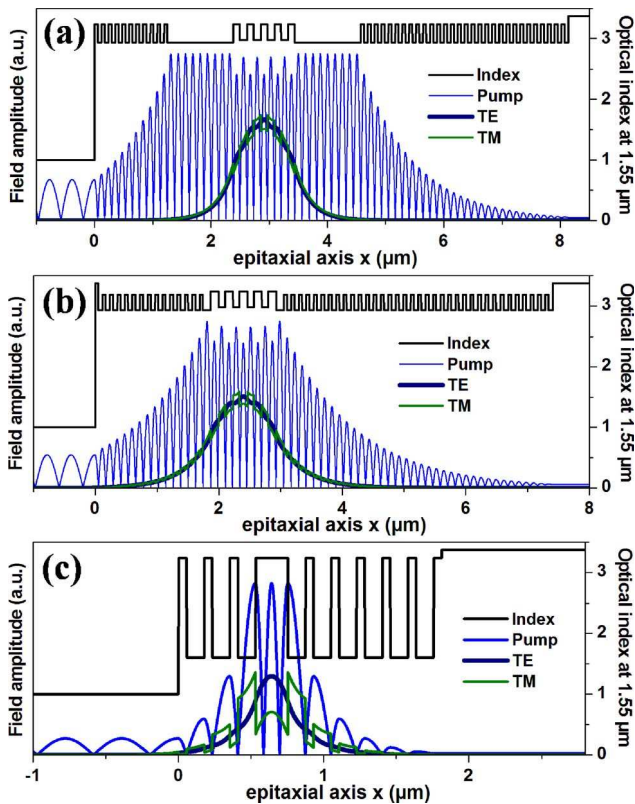 (a)
Field amplitude (a.u.)
Index
Pump
TE
TM
3
2
1
0
Optical index at 1.55 µm
0 2 4 6 8
epitaxial axis x (µm)
(b)
Field amplitude (a.u.)
Index
Pump
TE
TM
3
2
1
0
Optical index at 1.55 µm
0 2 4 6 8
epitaxial axis x (µm)
(c)
Field amplitude (a.u.)
Index
Pump
TE
TM
3
2
1
0
Optical index at 1.55 µm
-1 0 1 2
epitaxial axis x (µm)